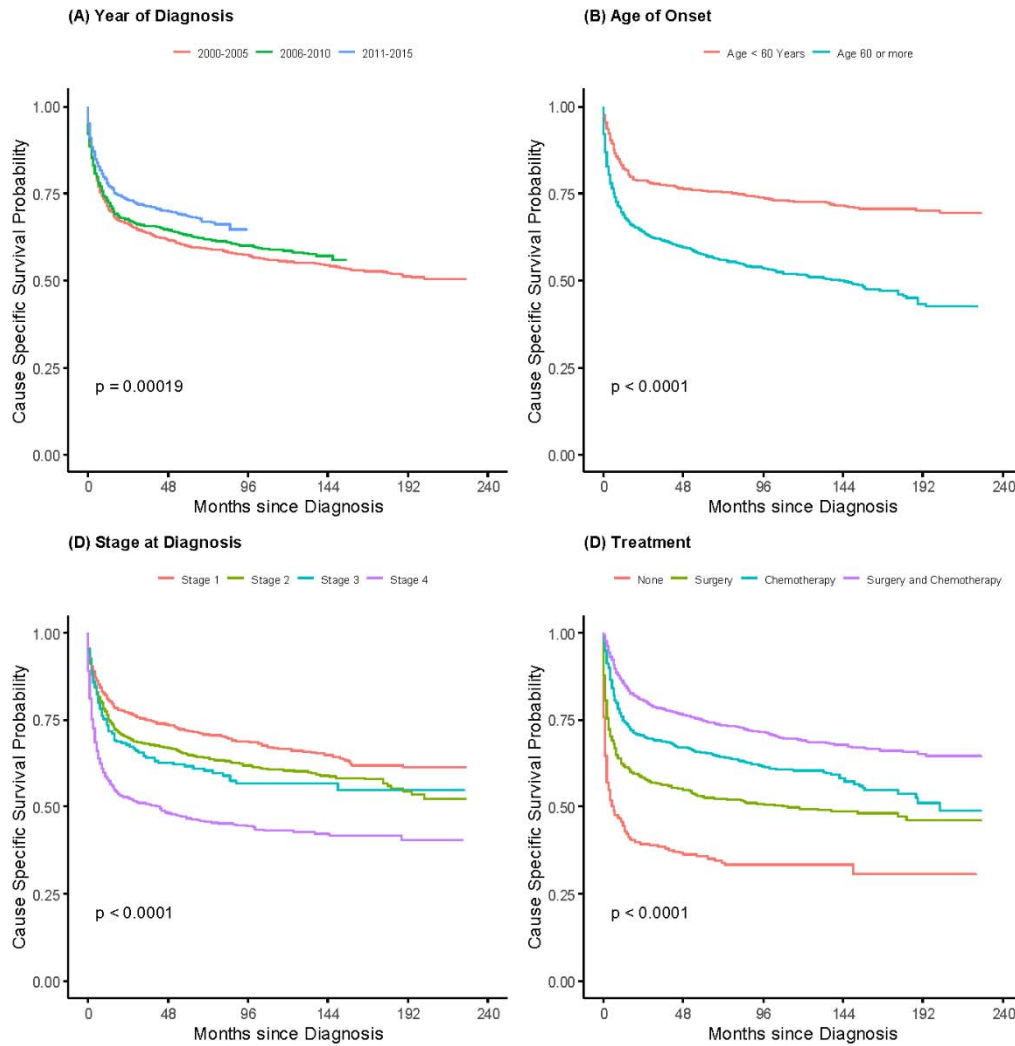 (A) Year of Diagnosis
2000-2005 2006-2010 2011-2015
1.00
0.75
0.50
0.25
0.00
Cause Specific Survival Probability
p = 0.00019
0 48 96 144 192 240
Months since Diagnosis
(B) Age of Onset
Age < 60 Years Age 60 or more
1.00
0.75
0.50
0.25
0.00
Cause Specific Survival Probability
p < 0.0001
0 48 96 144 192 240
Months since Diagnosis
(D) Stage at Diagnosis
Stage 1 Stage 2 Stage 3 Stage 4
1.00
0.75
0.50
0.25
0.00
Cause Specific Survival Probability
p < 0.0001
0 48 96 144 192 240
Months since Diagnosis
(D) Treatment
None Surgery Chemotherapy Surgery and Chemotherapy
1.00
0.75
0.50
0.25
0.00
Cause Specific Survival Probability
p < 0.0001
0 48 96 144 192 240
Months since Diagnosis